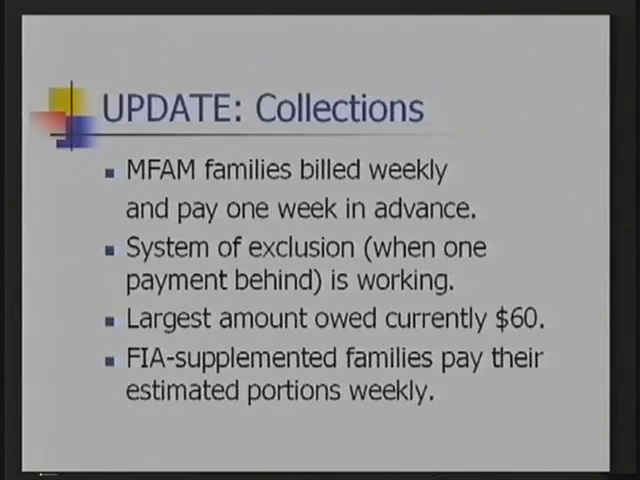 UPDATE: Collections
MFAM families billed weekly
and pay one week in advance.
System of exclusion (when one
payment behind) is working.
Largest amount owed currently $60.
FIA-supplemented families pay their
estimated portions weekly.